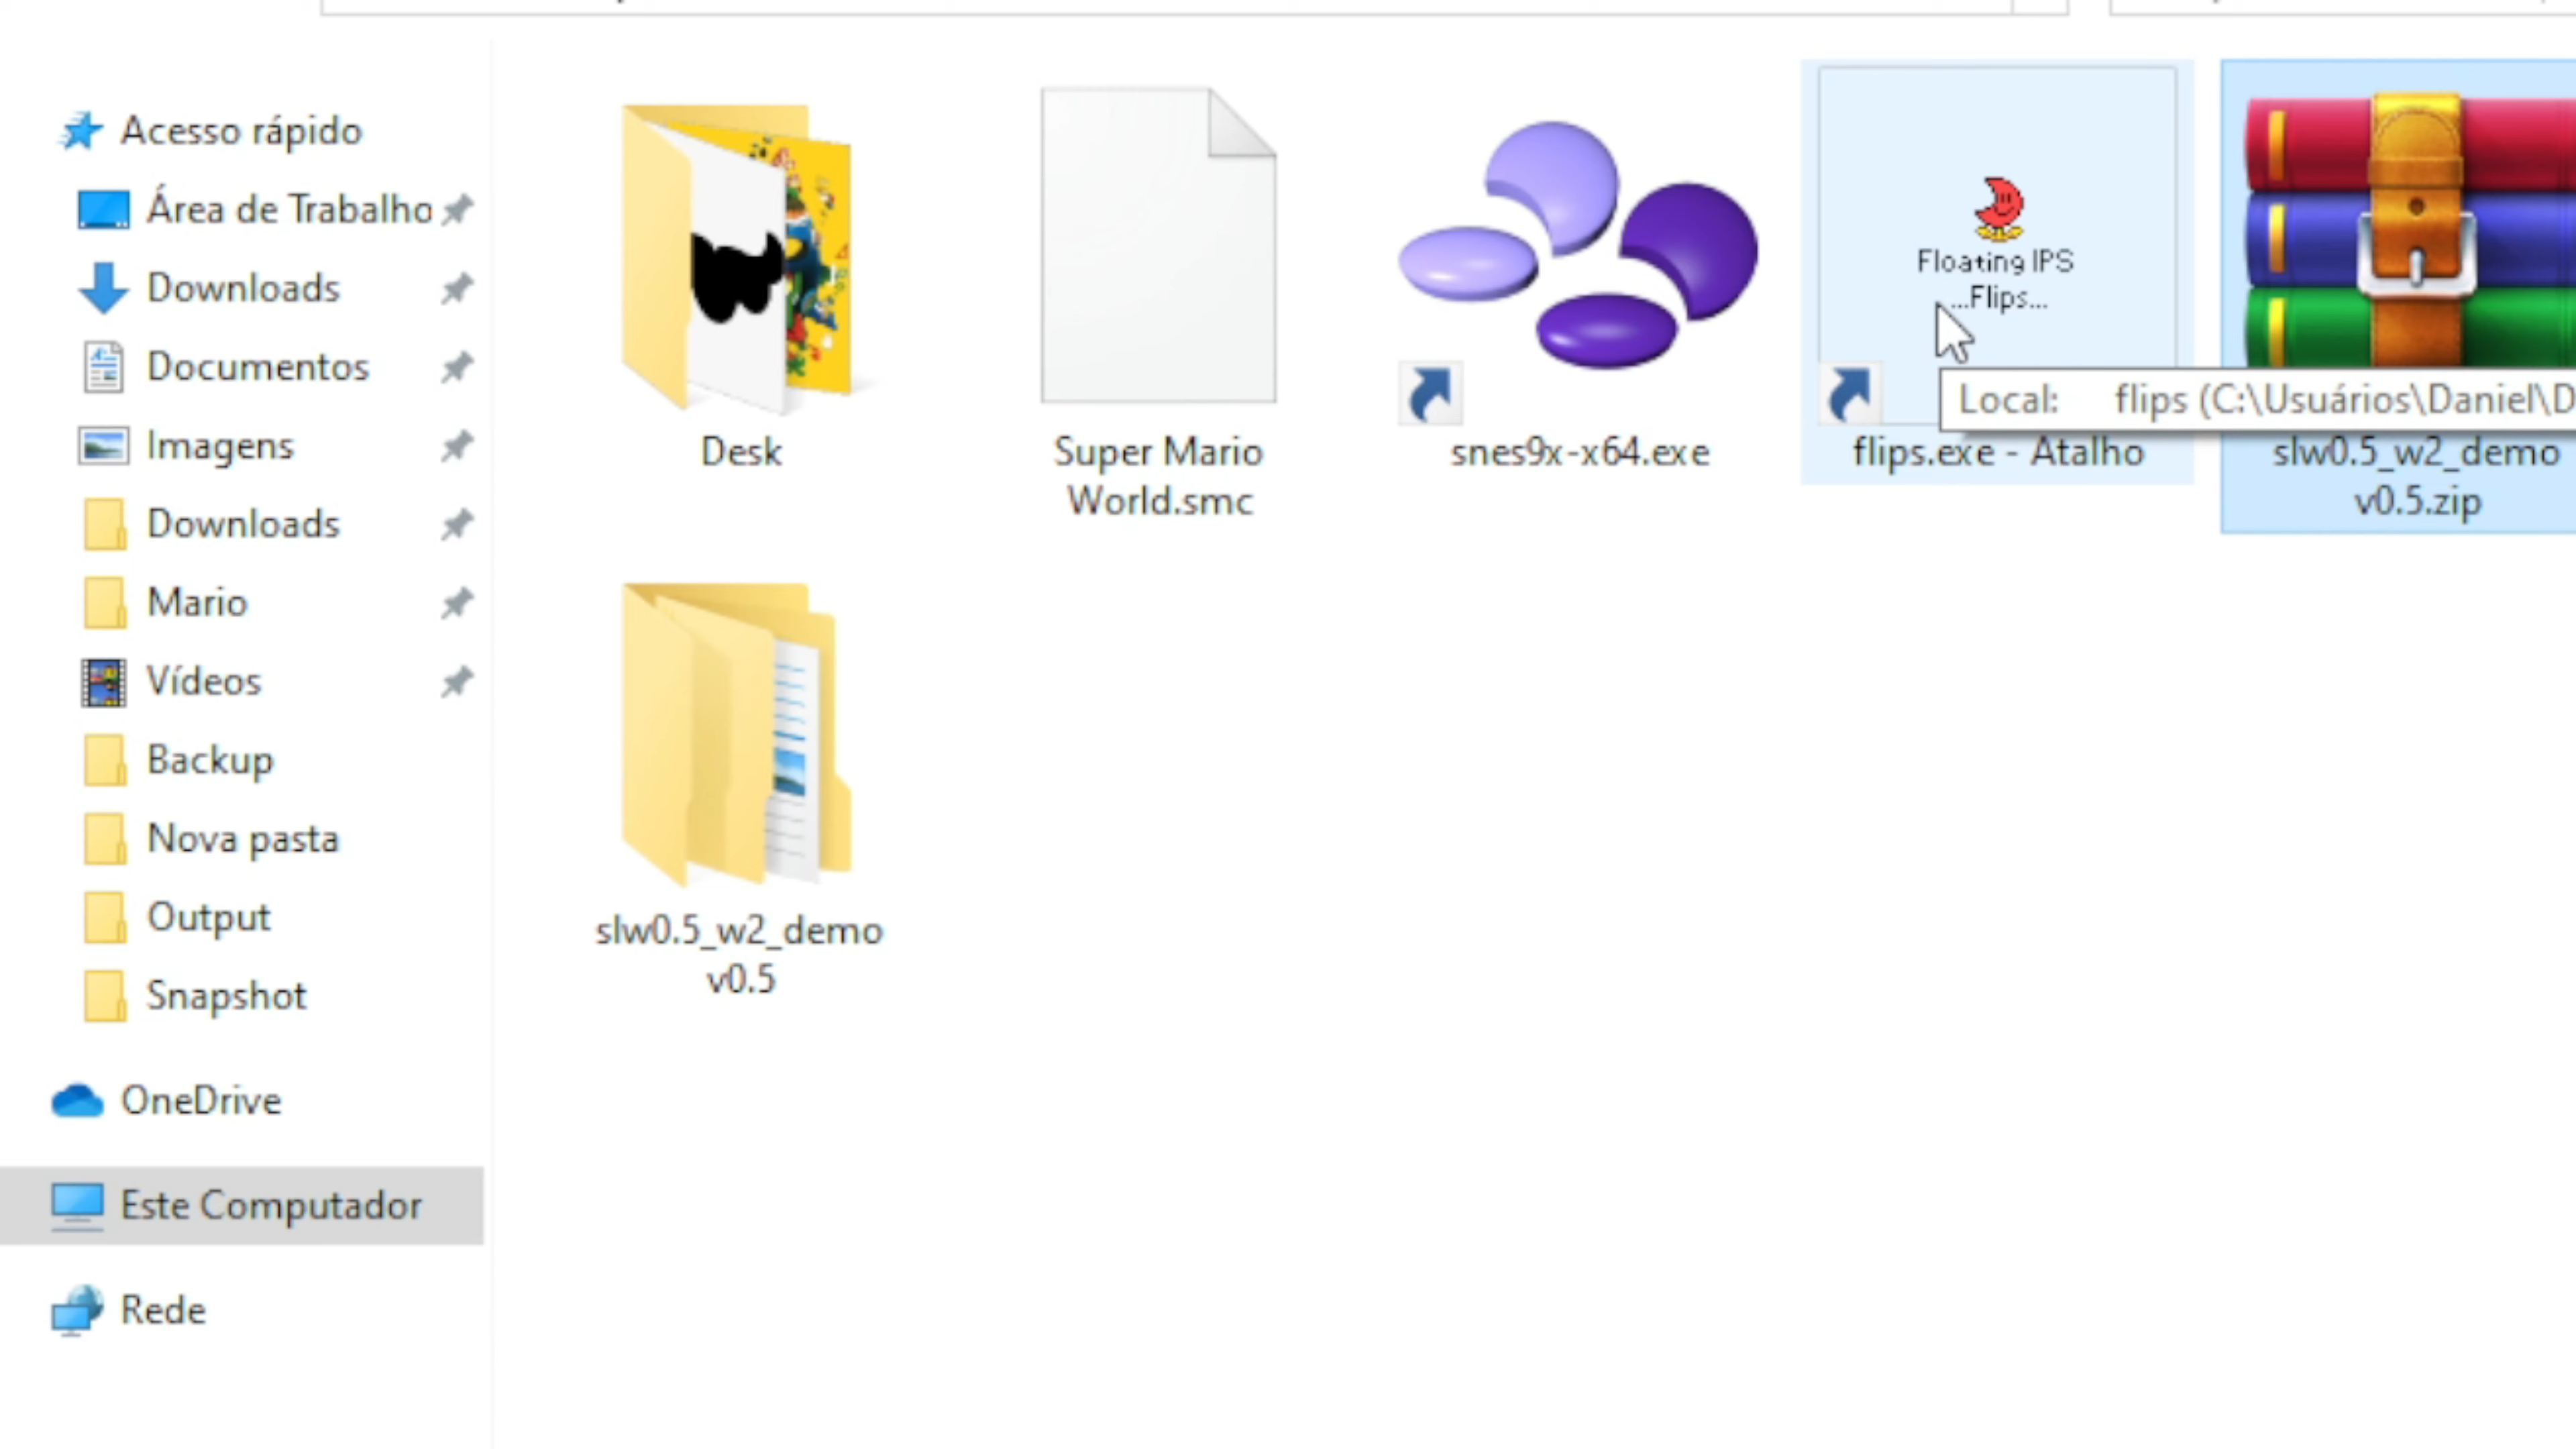 Acesso rápido
Área de Trabalho
Downloads
Documentos
Imagens
Downloads
Mario
Vídeos
Backup
Nova pasta
Output
Snapshot
OneDrive
Este Computador
Rede
Desk
Super Mario
World.smc
snes9x-x64.exe
Floating IPS
...Flips...
flips.exe - Atalho
Local: flips (C:\Usuários\Daniel\D
slw0.5_w2_demo
v0.5.zip
slw0.5_w2_demo
v0.5